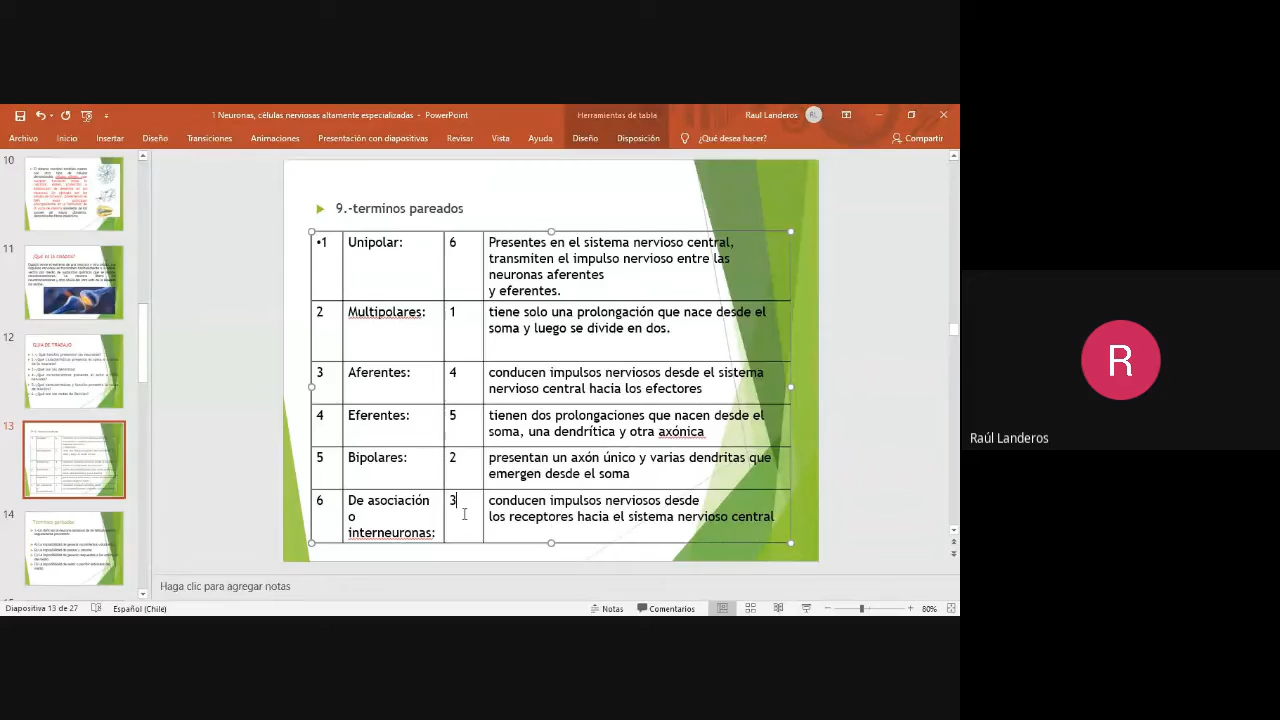 1 Neuronas, células nerviosas altamente especializadas - PowerPoint
Herramientas de tabla
Raul Landeros
RL
Archivo Inicio Insertar Diseño Transiciones Animaciones Presentación con diapositivas Revisar Vista Ayuda Diseño Disposición ¿Qué desea hacer? Compartir
10
11
¿Qué es la sinapsis?
12
GUIA DE TRABAJO
13
14
Términos pareados
9.-terminos pareados
•1 Unipolar: 6 Presentes en el sistema nervioso central,
transmiten el impulso nervioso entre las
neuronas aferentes
y eferentes.
2 Multipolares: 1 tiene solo una prolongación que nace desde el
soma y luego se divide en dos.
3 Aferentes: 4 conducen impulsos nerviosos desde el sistema
nervioso central hacia los efectores
4 Eferentes: 5 tienen dos prolongaciones que nacen desde el
soma, una dendrítica y otra axónica
5 Bipolares: 2 presentan un axón único y varias dendritas que
surgen desde el soma
6 De asociación 3 conducen impulsos nerviosos desde
o los receptores hacia el sistema nervioso central
interneuronas:
Haga clic para agregar notas
Diapositiva 13 de 27 Español (Chile) Notas Comentarios 80%
R
Raúl Landeros